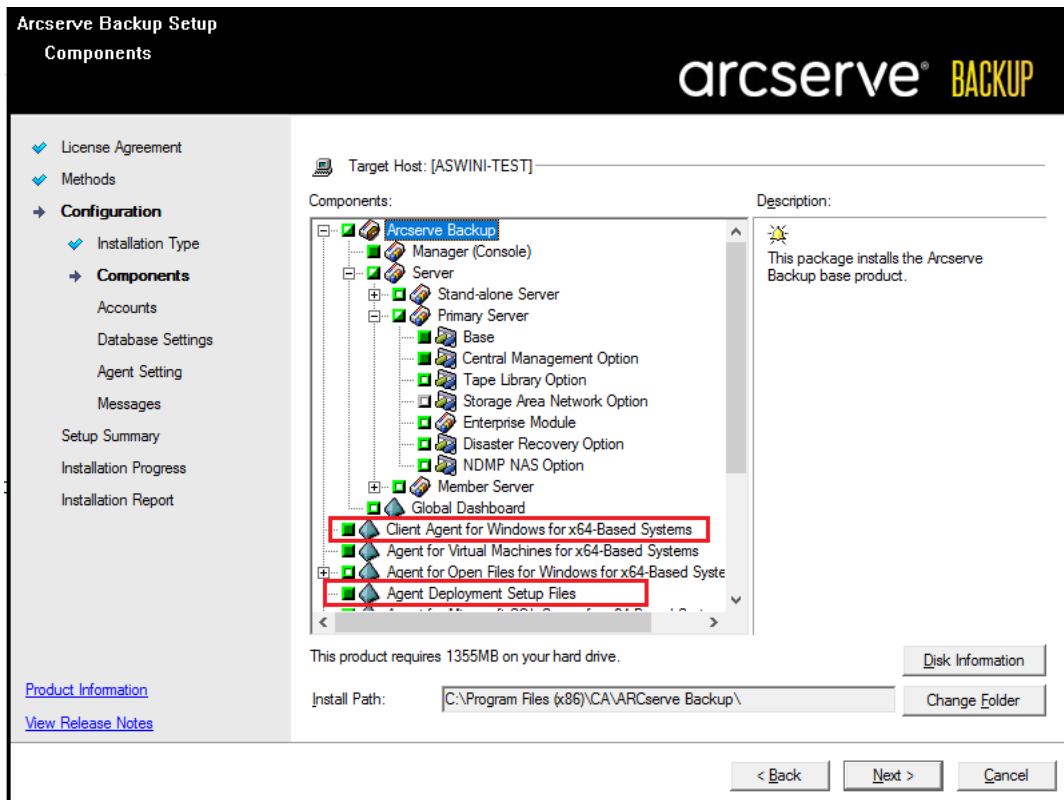 Arcserve Backup Setup
Components
arcserve® BACKUP
License Agreement
Methods
Configuration
Installation Type
Components
Accounts
Database Settings
Agent Setting
Messages
Setup Summary
Installation Progress
Installation Report
Product Information
View Release Notes
Target Host: [ASWINI-TEST]
Components:
Arcserve Backup
Manager (Console)
Server
Stand-alone Server
Primary Server
Base
Central Management Option
Tape Library Option
Storage Area Network Option
Enterprise Module
Disaster Recovery Option
NDMP NAS Option
Member Server
Global Dashboard
Client Agent for Windows for x64-Based Systems
Agent for Virtual Machines for x64-Based Systems
Agent for Open Files for Windows for x64-Based Syste
Agent Deployment Setup Files
Description:
This package installs the Arcserve
Backup base product.
This product requires 1355MB on your hard drive.
Disk Information
Install Path:
C:\Program Files (x86)\CA\ARCserve Backup\
Change Folder
< Back
Next >
Cancel